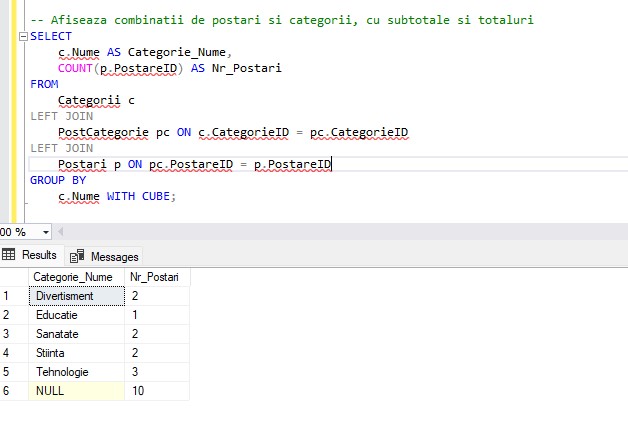 -- Afiseaza combinatii de postari si categorii, cu subtotale si totaluri
SELECT
c.Nume AS Categorie_Nume,
COUNT(p.PostareID) AS Nr_Postari
FROM
Categorii c
LEFT JOIN
PostCategorie pc ON c.CategorieID = pc.CategorieID
LEFT JOIN
Postari p ON pc.PostareID = p.PostareID
GROUP BY
c.Nume WITH CUBE;
00 %
Results Messages
Categorie_Nume Nr_Postari
1 Divertisment 2
2 Educatie 1
3 Sanatate 2
4 Stiinta 2
5 Tehnologie 3
6 NULL 10